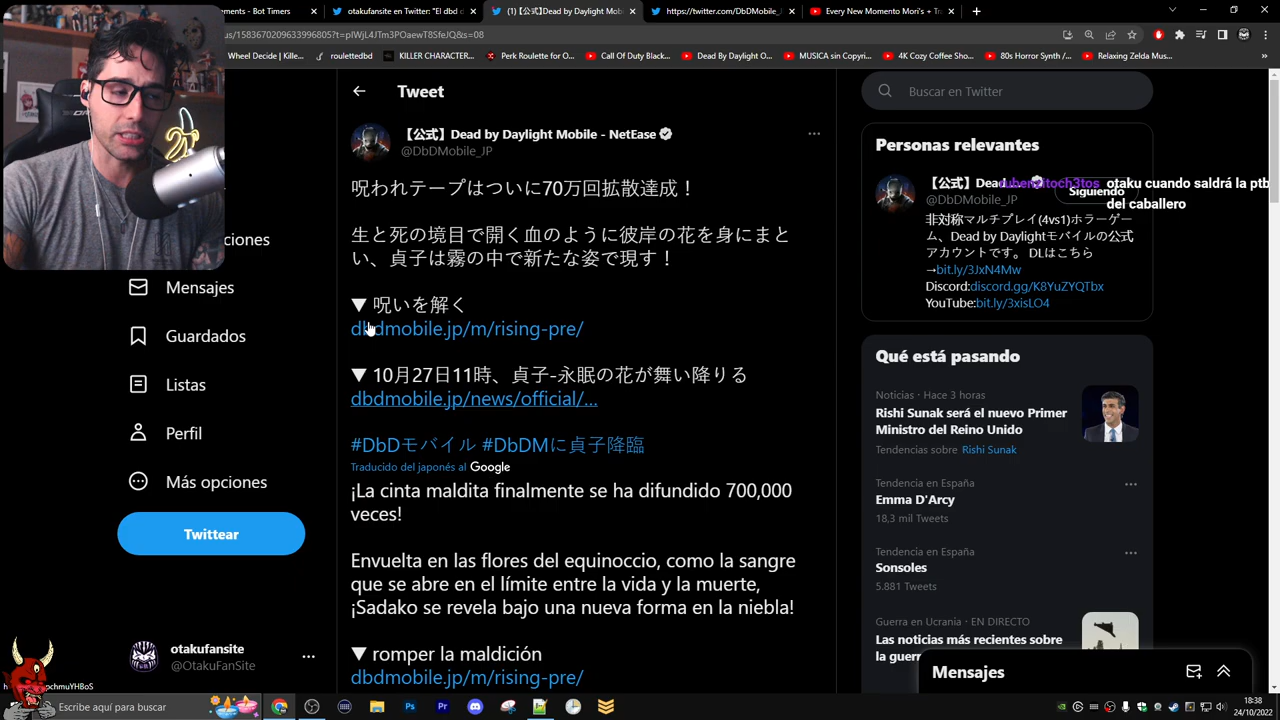 ements - Bot Timers
otakufansite en Twitter: "El dbd d
(1) 【公式】Dead by Daylight Mob
https://twitter.com/DbDMobile_J
Every New Momento Mori's + Tr
us/1583670209633996805?t=pIWjL4JTm3POaewT8SfeJQ&s=08
Wheel Decide | Kille...
roulettedbd
KILLER CHARACTER...
Perk Roulette for O...
Call Of Duty Black...
Dead By Daylight O...
MUSICA sin Copyri...
4K Cozy Coffee Sho...
80s Horror Synth /...
Relaxing Zelda Mus...
Tweet
Buscar en Twitter
【公式】Dead by Daylight Mobile - NetEase
@DbDMobile_JP
呪われテープはついに70万回拡散達成！
生と死の境目で開く血のように彼岸の花を身にまと
い、貞子は霧の中で新たな姿で現す！
▼ 呪いを解く
dbdmobile.jp/m/rising-pre/
▼ 10月27日11時、貞子-永眠の花が舞い降りる
dbdmobile.jp/news/official/...
#DbDモバイル #DbDMに貞子降臨
Traducido del japonés al Google
¡La cinta maldita finalmente se ha difundido 700,000
veces!
Envuelta en las flores del equinoccio, como la sangre
que se abre en el límite entre la vida y la muerte,
¡Sadako se revela bajo una nueva forma en la niebla!
▼ romper la maldición
dbdmobile.jp/m/rising-pre/
ciones
Mensajes
Guardados
Listas
Perfil
Más opciones
Twittear
otakufansite
@OtakuFanSite
Personas relevantes
【公式】Dead
@DbDMobile_JP
Siguiendo
otaku cuando saldrá la ptb
del caballero
非対称マルチプレイ(4vs1)ホラーゲー
ム、Dead by Daylightモバイルの公式
アカウントです。 DLはこちら
→bit.ly/3JxN4Mw
Discord:discord.gg/K8YuZYQTbx
YouTube:bit.ly/3xisLO4
Qué está pasando
Noticias · Hace 3 horas
Rishi Sunak será el nuevo Primer
Ministro del Reino Unido
Tendencias sobre Rishi Sunak
Tendencia en España
Emma D'Arcy
18,3 mil Tweets
Tendencia en España
Sonsoles
5.881 Tweets
Guerra en Ucrania · EN DIRECTO
Las noticias más recientes sobre
la guerr
Mensajes
pchmuYHBoS
Escribe aquí para buscar
18:38
24/10/2022